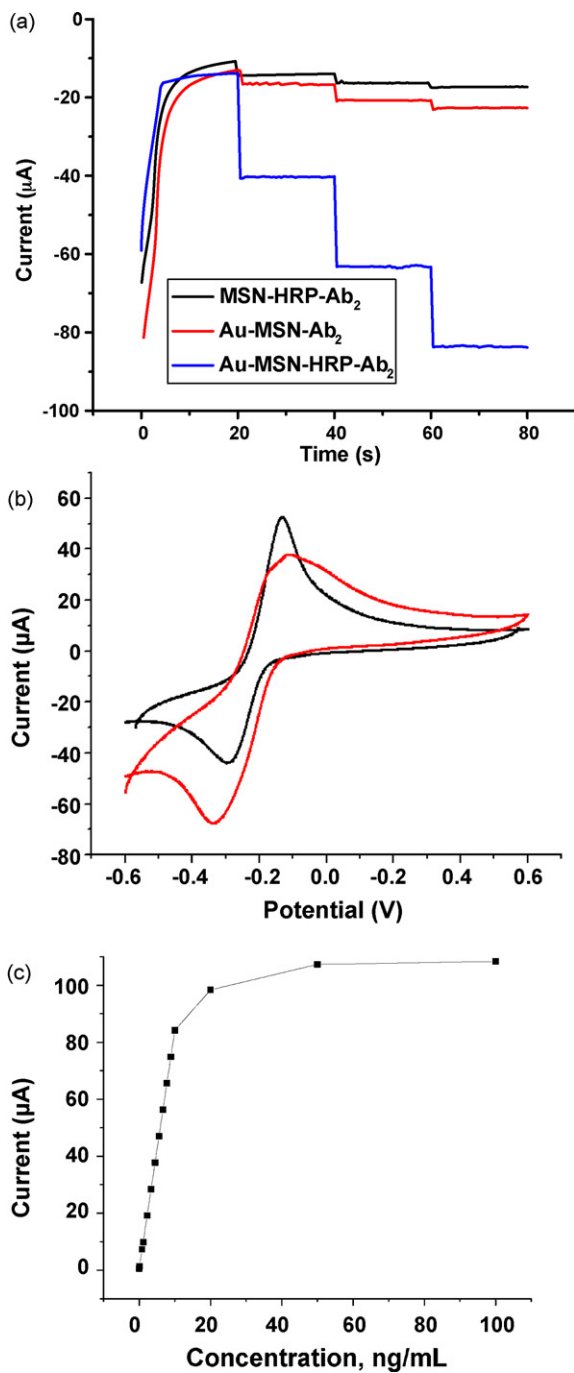 (a)
0
-20
-40
-60
-80
-100
Current (µA)
MSN-HRP-Ab₂
Au-MSN-Ab₂
Au-MSN-HRP-Ab₂
0 20 40 60 80
Time (s)
(b)
60
40
20
0
-20
-40
-60
-80
Current (µA)
-0.6 -0.4 -0.2 0.0 -0.2 0.4 0.6
Potential (V)
(c)
100
80
60
40
20
0
Current (µA)
0 20 40 60 80 100
Concentration, ng/mL